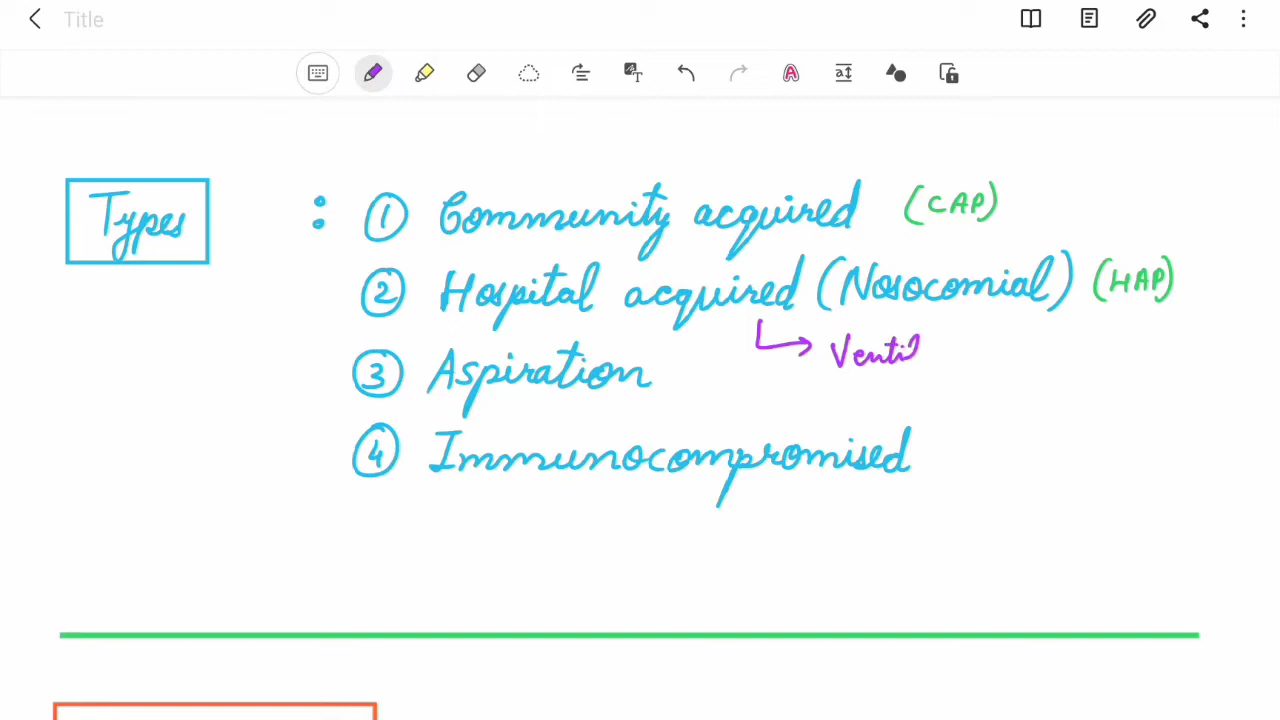 Title
Types : ① Community acquired (CAP)
② Hospital acquired (Nosocomial) (HAP)
↳ Venti
③ Aspiration
④ Immunocompromised